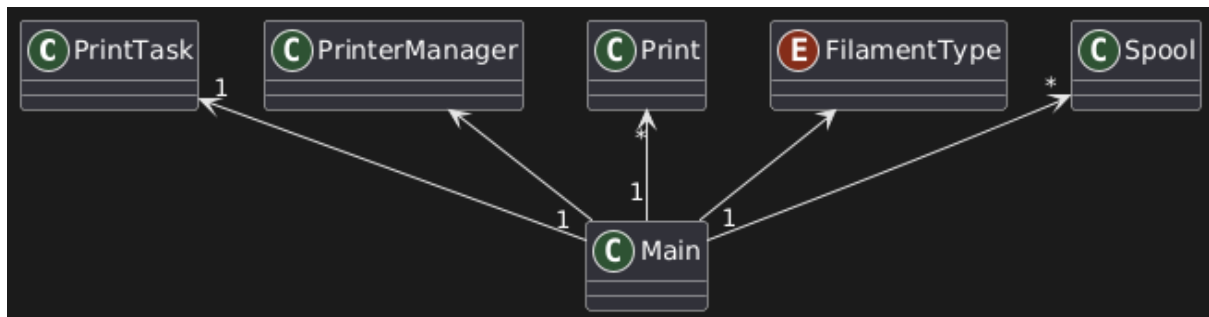 C PrintTask
C PrinterManager
C Print
E FilamentType
C Spool
1
*
*
1
1
1
C Main